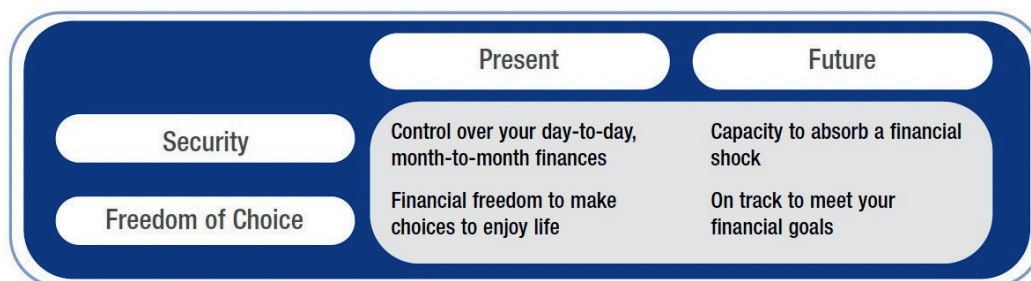 Present
Future
Security
Control over your day-to-day,
month-to-month finances
Capacity to absorb a financial
shock
Freedom of Choice
Financial freedom to make
choices to enjoy life
On track to meet your
financial goals